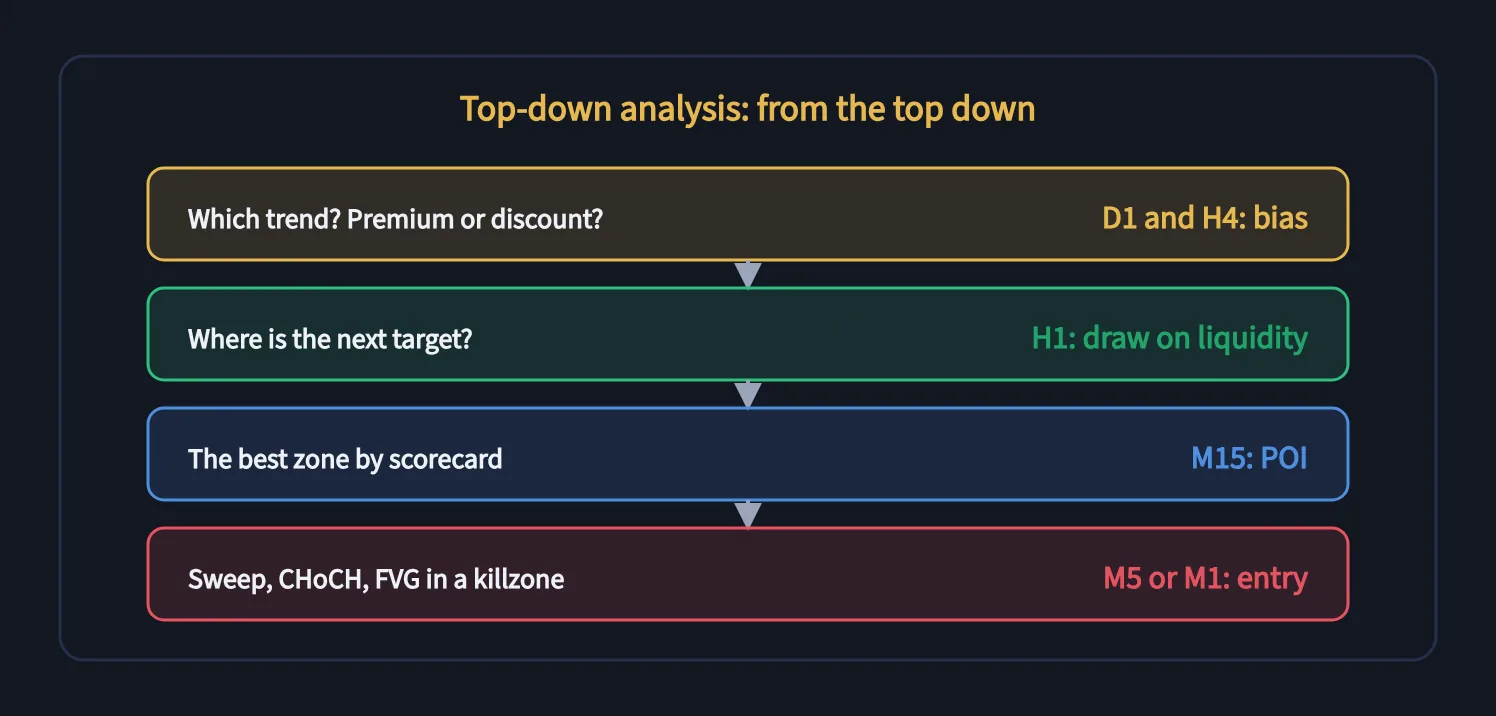 Top-down analysis: from the top down
Which trend? Premium or discount?
D1 and H4: bias
Where is the next target?
H1: draw on liquidity
The best zone by scorecard
M15: POI
Sweep, CHoCH, FVG in a killzone
M5 or M1: entry